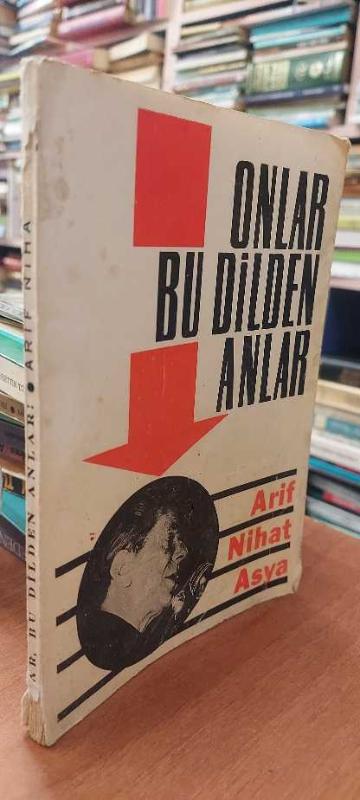 ONLAR
BU DİLDEN
ANLAR
Arif
Nihat
Asya
AR, BU DİLDEN ANLAR! ● ARİF NİHA